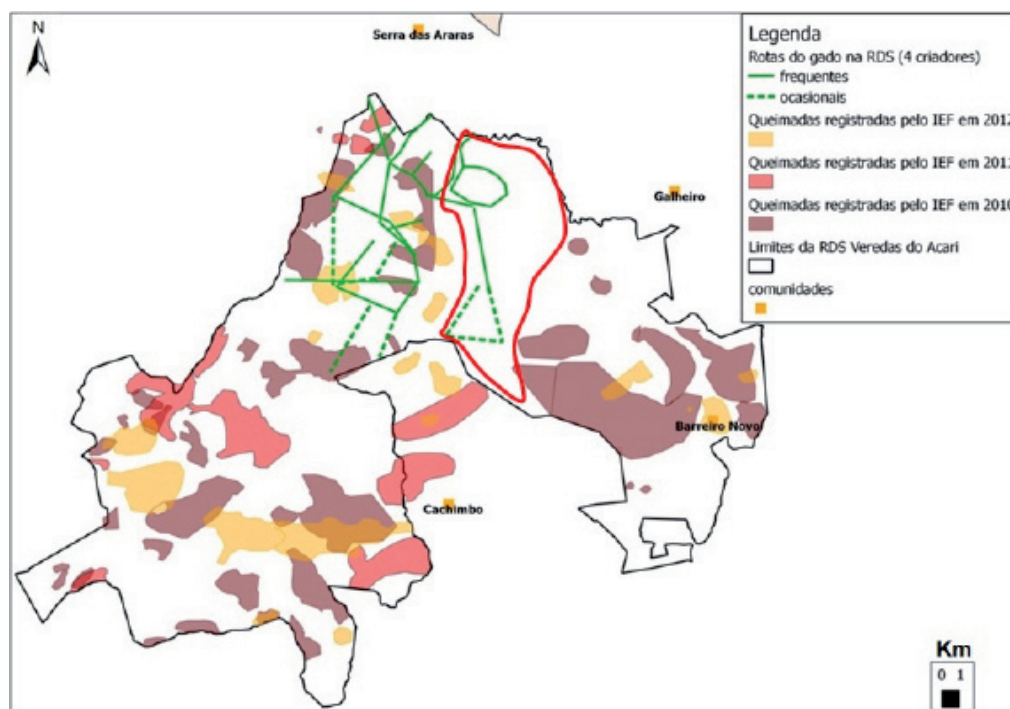 N
Serra das Araras
Galheiro
Barreiro Novo
Cachimbo
Legenda
Rotas do gado na RDS (4 criadores)
frequentes
ocasionais
Queimadas registradas pelo IEF em 2012
Queimadas registradas pelo IEF em 2011
Queimadas registradas pelo IEF em 2010
Limites da RDS Veredas do Acari
comunidades
Km
0 1